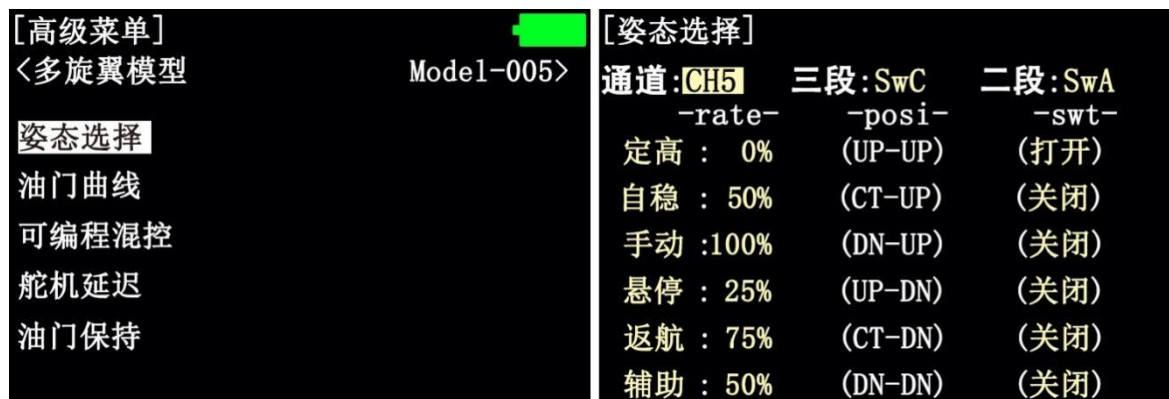 [高级菜单]
<多旋翼模型 Model-005>
姿态选择
油门曲线
可编程混控
舵机延迟
油门保持
[姿态选择]
通道:CH5 三段:SwC 二段:SwA
-rate- -posi- -swt-
定高 : 0% (UP-UP) (打开)
自稳 : 50% (CT-UP) (关闭)
手动 :100% (DN-UP) (关闭)
悬停 : 25% (UP-DN) (关闭)
返航 : 75% (CT-DN) (关闭)
辅助 : 50% (DN-DN) (关闭)